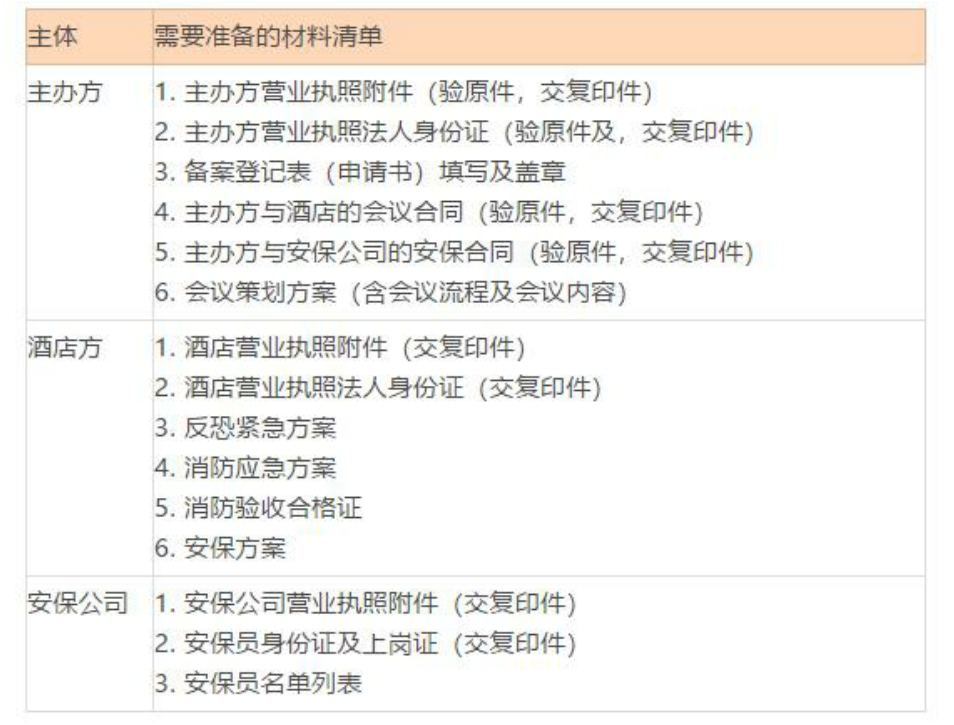 主体 需要准备的材料清单
主办方 1. 主办方营业执照附件（验原件，交复印件）
2. 主办方营业执照法人身份证（验原件及，交复印件）
3. 备案登记表（申请书）填写及盖章
4. 主办方与酒店的会议合同（验原件，交复印件）
5. 主办方与安保公司的安保合同（验原件，交复印件）
6. 会议策划方案（含会议流程及会议内容）
酒店方 1. 酒店营业执照附件（交复印件）
2. 酒店营业执照法人身份证（交复印件）
3. 反恐紧急方案
4. 消防应急方案
5. 消防验收合格证
6. 安保方案
安保公司 1. 安保公司营业执照附件（交复印件）
2. 安保员身份证及上岗证（交复印件）
3. 安保员名单列表